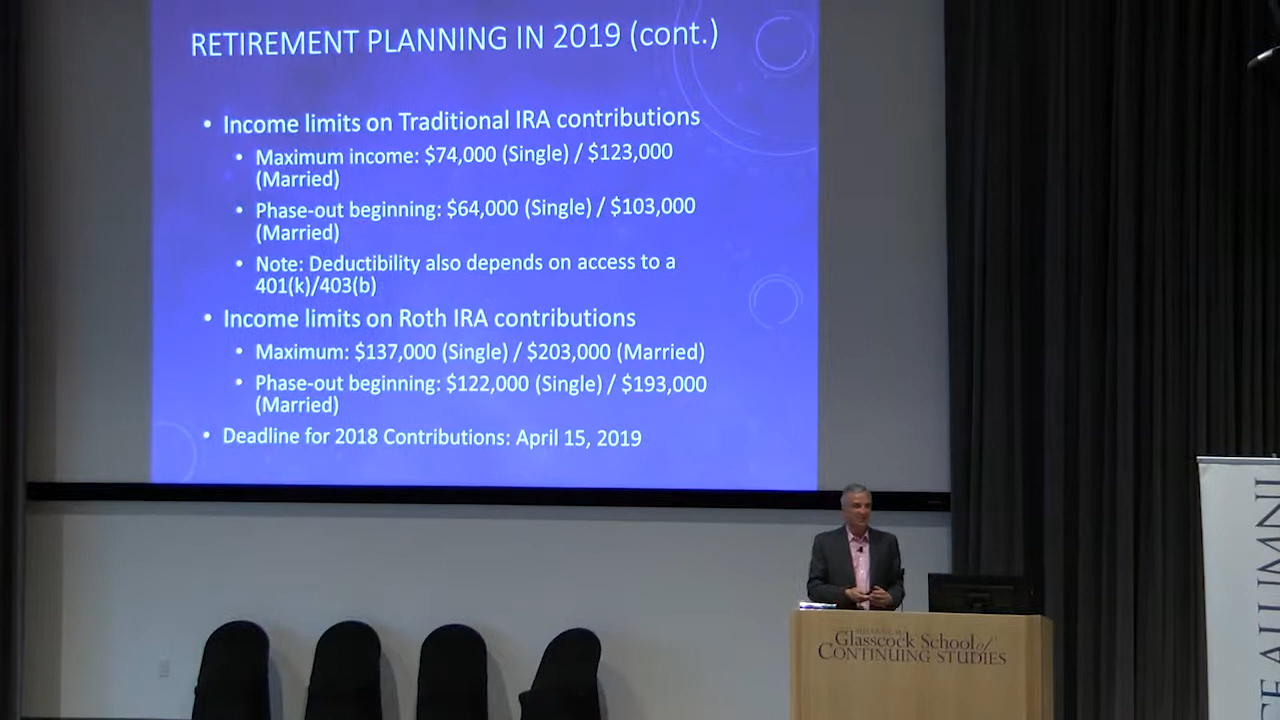 RETIREMENT PLANNING IN 2019 (cont.)
• Income limits on Traditional IRA contributions
• Maximum income: $74,000 (Single) / $123,000
(Married)
• Phase-out beginning: $64,000 (Single) / $103,000
(Married)
• Note: Deductibility also depends on access to a
401(k)/403(b)
• Income limits on Roth IRA contributions
• Maximum: $137,000 (Single) / $203,000 (Married)
• Phase-out beginning: $122,000 (Single) / $193,000
(Married)
• Deadline for 2018 Contributions: April 15, 2019
Glasscock School of
CONTINUING STUDIES
ALUMNI